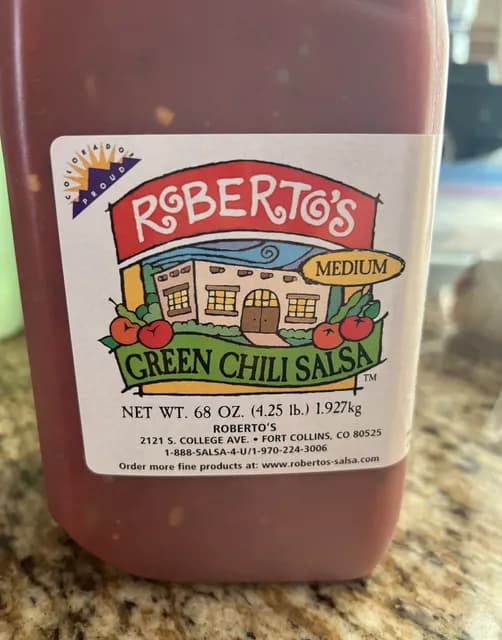 COLORADO
PROUD
ROBERTO'S
MEDIUM
GREEN CHILI SALSA
TM
NET WT. 68 OZ. (4.25 lb.) 1.927kg
ROBERTO'S
2121 S. COLLEGE AVE. • FORT COLLINS, CO 80525
1-888-SALSA-4-U/1-970-224-3006
Order more fine products at: www.robertos-salsa.com